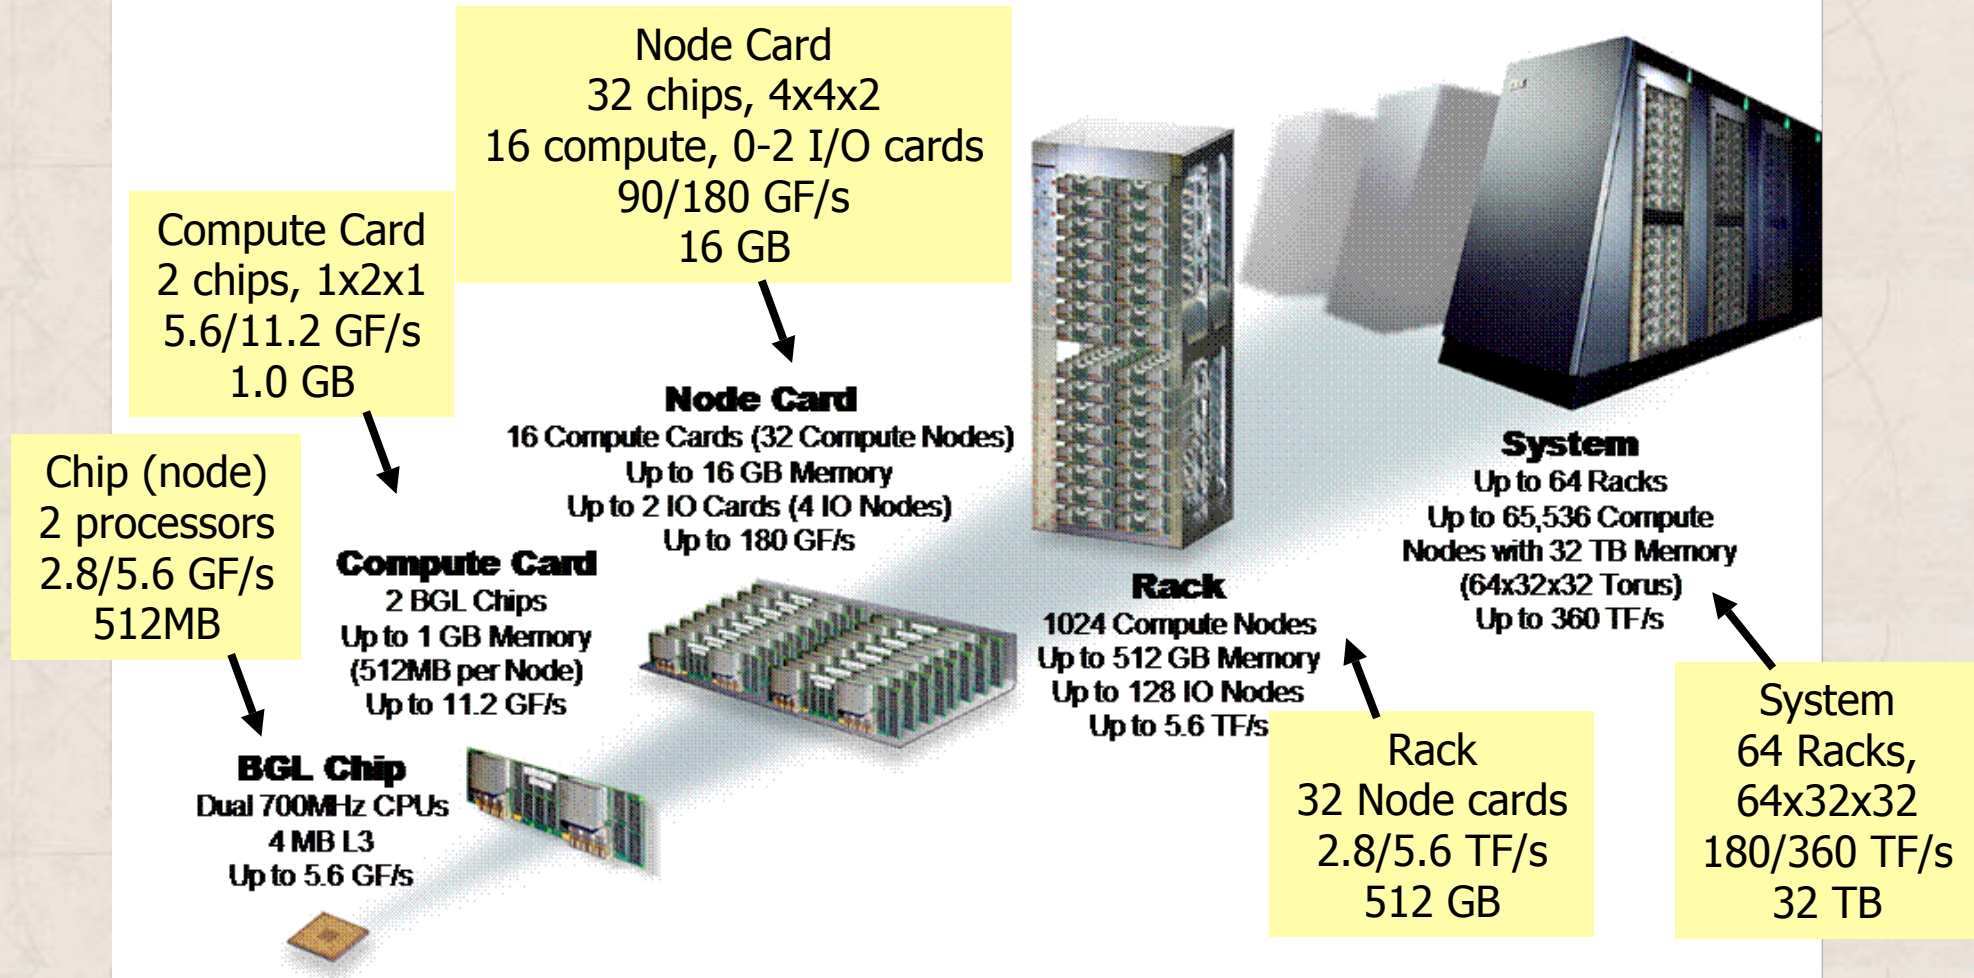 Node Card
32 chips, 4x4x2
16 compute, 0-2 I/O cards
90/180 GF/s
16 GB
Compute Card
2 chips, 1x2x1
5.6/11.2 GF/s
1.0 GB
Chip (node)
2 processors
2.8/5.6 GF/s
512MB
Node Card
16 Compute Cards (32 Compute Nodes)
Up to 16 GB Memory
Up to 2 IO Cards (4 IO Nodes)
Up to 180 GF/s
System
Up to 64 Racks
Up to 65,536 Compute
Nodes with 32 TB Memory
(64x32x32 Torus)
Up to 360 TF/s
Compute Card
2 BGL Chips
Up to 1 GB Memory
(512MB per Node)
Up to 11.2 GF/s
Rack
1024 Compute Nodes
Up to 512 GB Memory
Up to 128 IO Nodes
Up to 5.6 TF/s
BGL Chip
Dual 700MHz CPUs
4 MB L3
Up to 5.6 GF/s
Rack
32 Node cards
2.8/5.6 TF/s
512 GB
System
64 Racks,
64x32x32
180/360 TF/s
32 TB